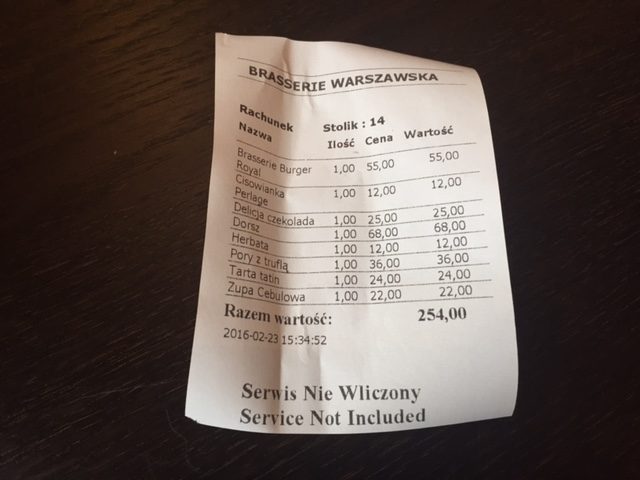 BRASSERIE WARSZAWSKA
Rachunek Stolik : 14
Nazwa Ilość Cena Wartość
Brasserie Burger
Royal 1,00 55,00 55,00
Cisowianka
Perlage 1,00 12,00 12,00
Delicja czekolada 1,00 25,00 25,00
Dorsz 1,00 68,00 68,00
Herbata 1,00 12,00 12,00
Pory z truflą 1,00 36,00 36,00
Tarta tatin 1,00 24,00 24,00
Zupa Cebulowa 1,00 22,00 22,00
Razem wartość: 254,00
2016-02-23 15:34:52
Serwis Nie Wliczony
Service Not Included